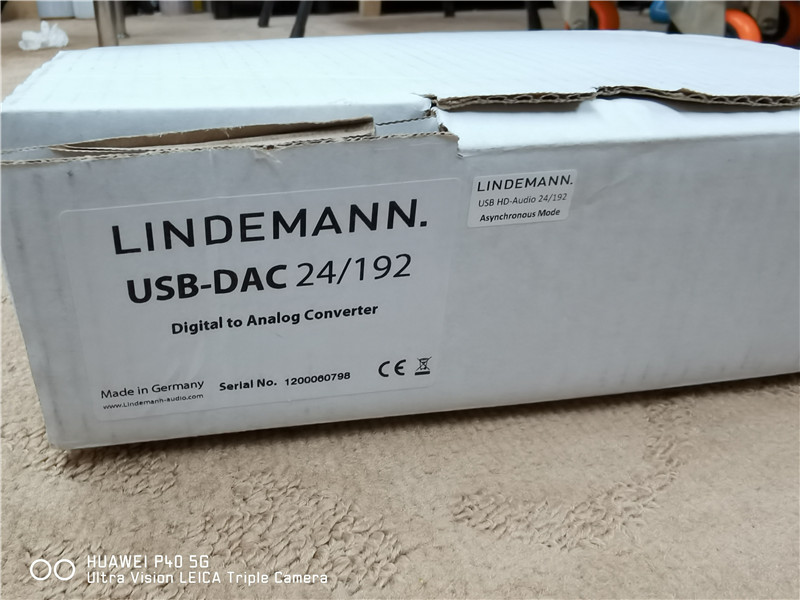 LINDEMANN.
USB-DAC 24/192
Digital to Analog Converter
Made in Germany
www.Lindemann-audio.com
Serial No. 1200060798
CE
LINDEMANN.
USB HD-Audio 24/192
Asynchronous Mode
HUAWEI P40 5G
Ultra Vision LEICA Triple Camera